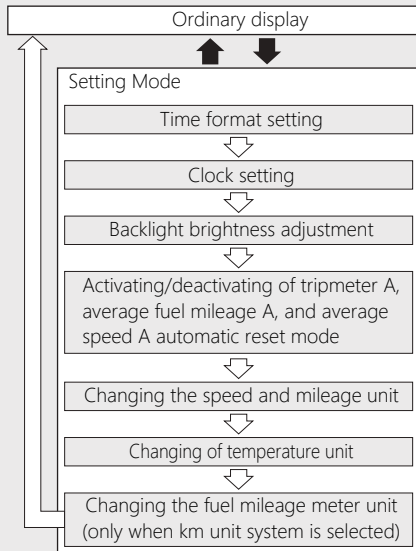 Ordinary display
Setting Mode
Time format setting
Clock setting
Backlight brightness adjustment
Activating/deactivating of tripmeter A,
average fuel mileage A, and average
speed A automatic reset mode
Changing the speed and mileage unit
Changing of temperature unit
Changing the fuel mileage meter unit
(only when km unit system is selected)